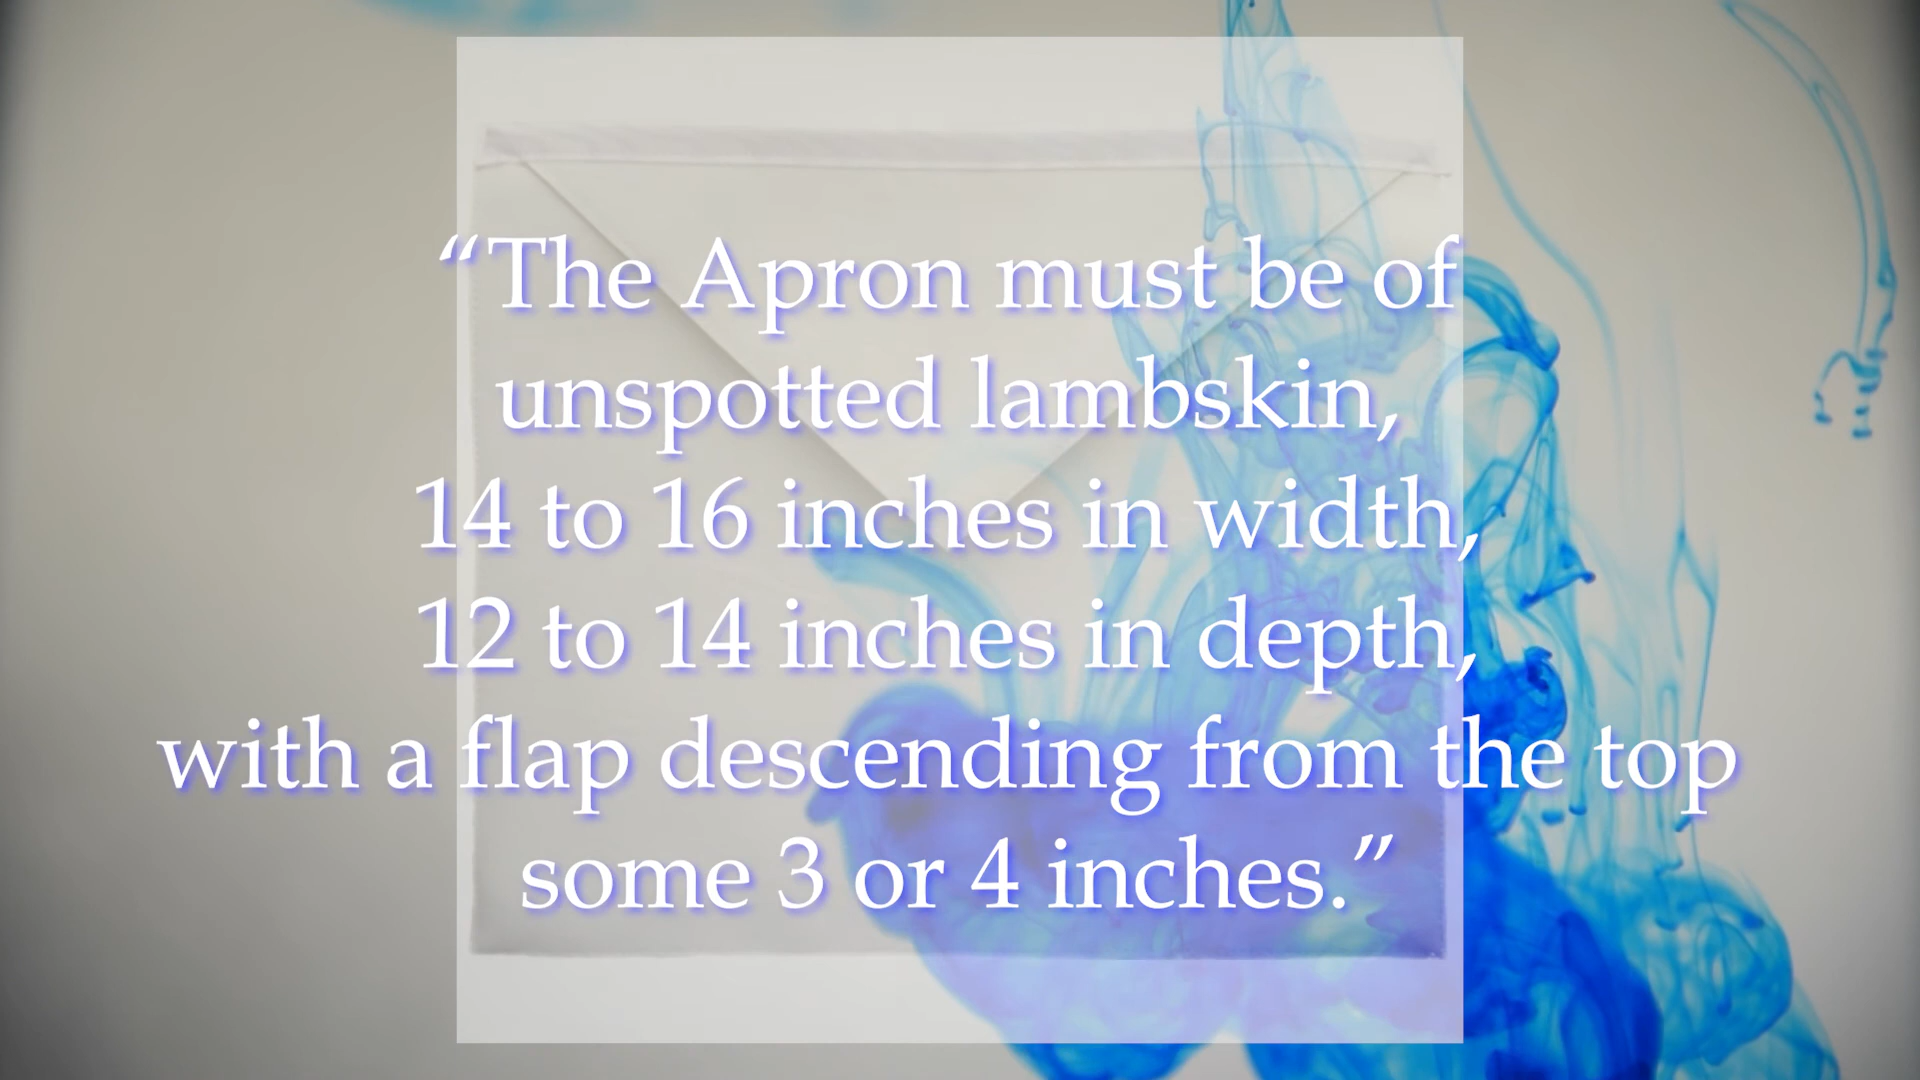 “The Apron must be of
unspotted lambskin,
14 to 16 inches in width,
12 to 14 inches in depth,
with a flap descending from the top
some 3 or 4 inches.”